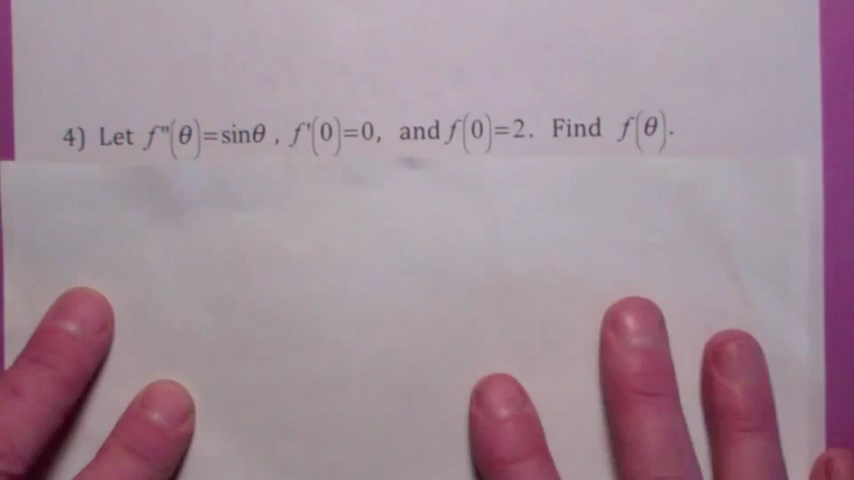 4) Let f"(θ)=sinθ , f'(0)=0, and f(0)=2. Find f(θ).